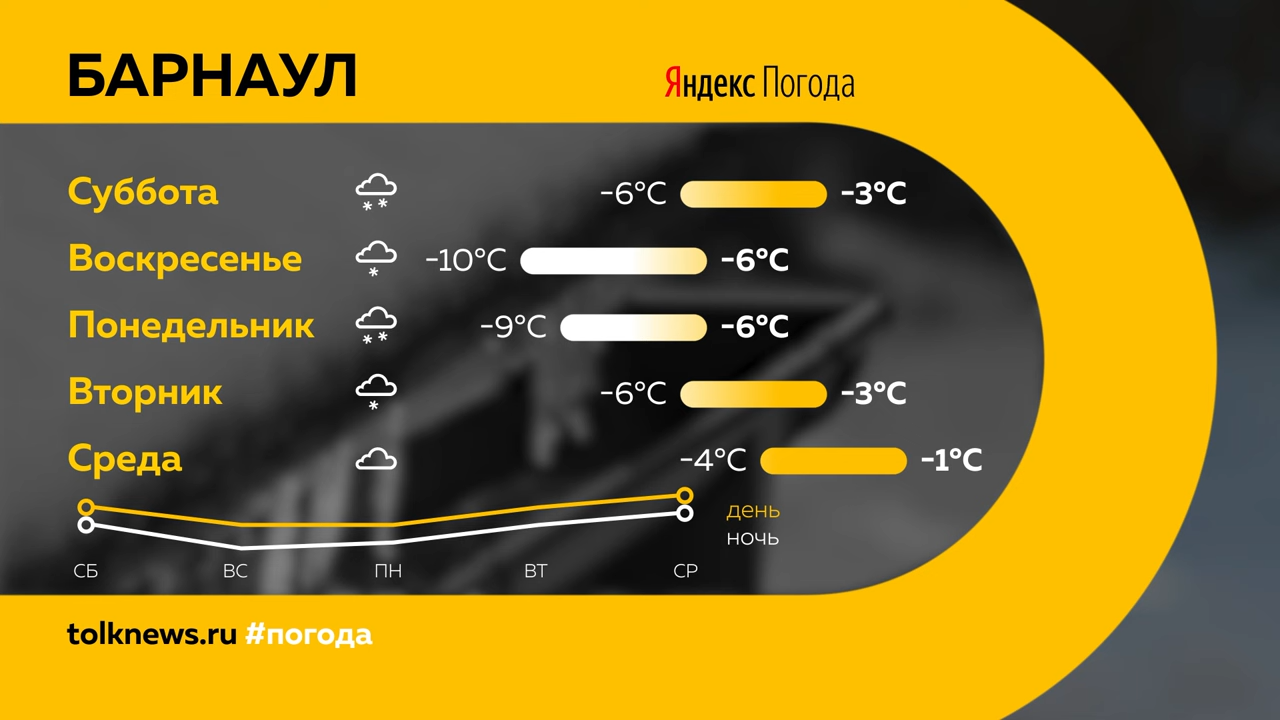 БАРНАУЛ
Яндекс Погода
Суббота -6°C -3°C
Воскресенье -10°C -6°C
Понедельник -9°C -6°C
Вторник -6°C -3°C
Среда -4°C -1°C
день
ночь
СБ ВС ПН ВТ СР
tolknews.ru #погода